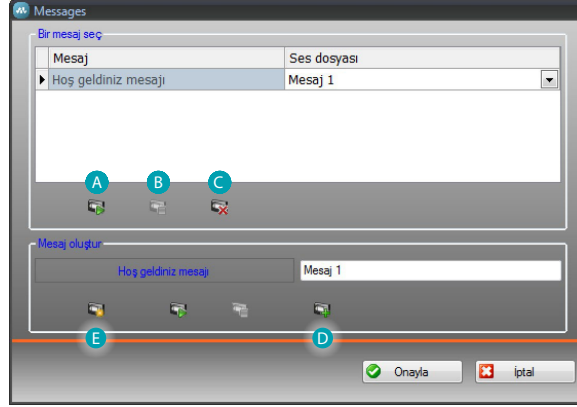 Messages
Bir mesaj seç
Mesaj Ses dosyası
Hoş geldiniz mesajı Mesaj 1
A B C
Mesaj oluştur
Hoş geldiniz mesajı Mesaj 1
E D
Onayla iptal